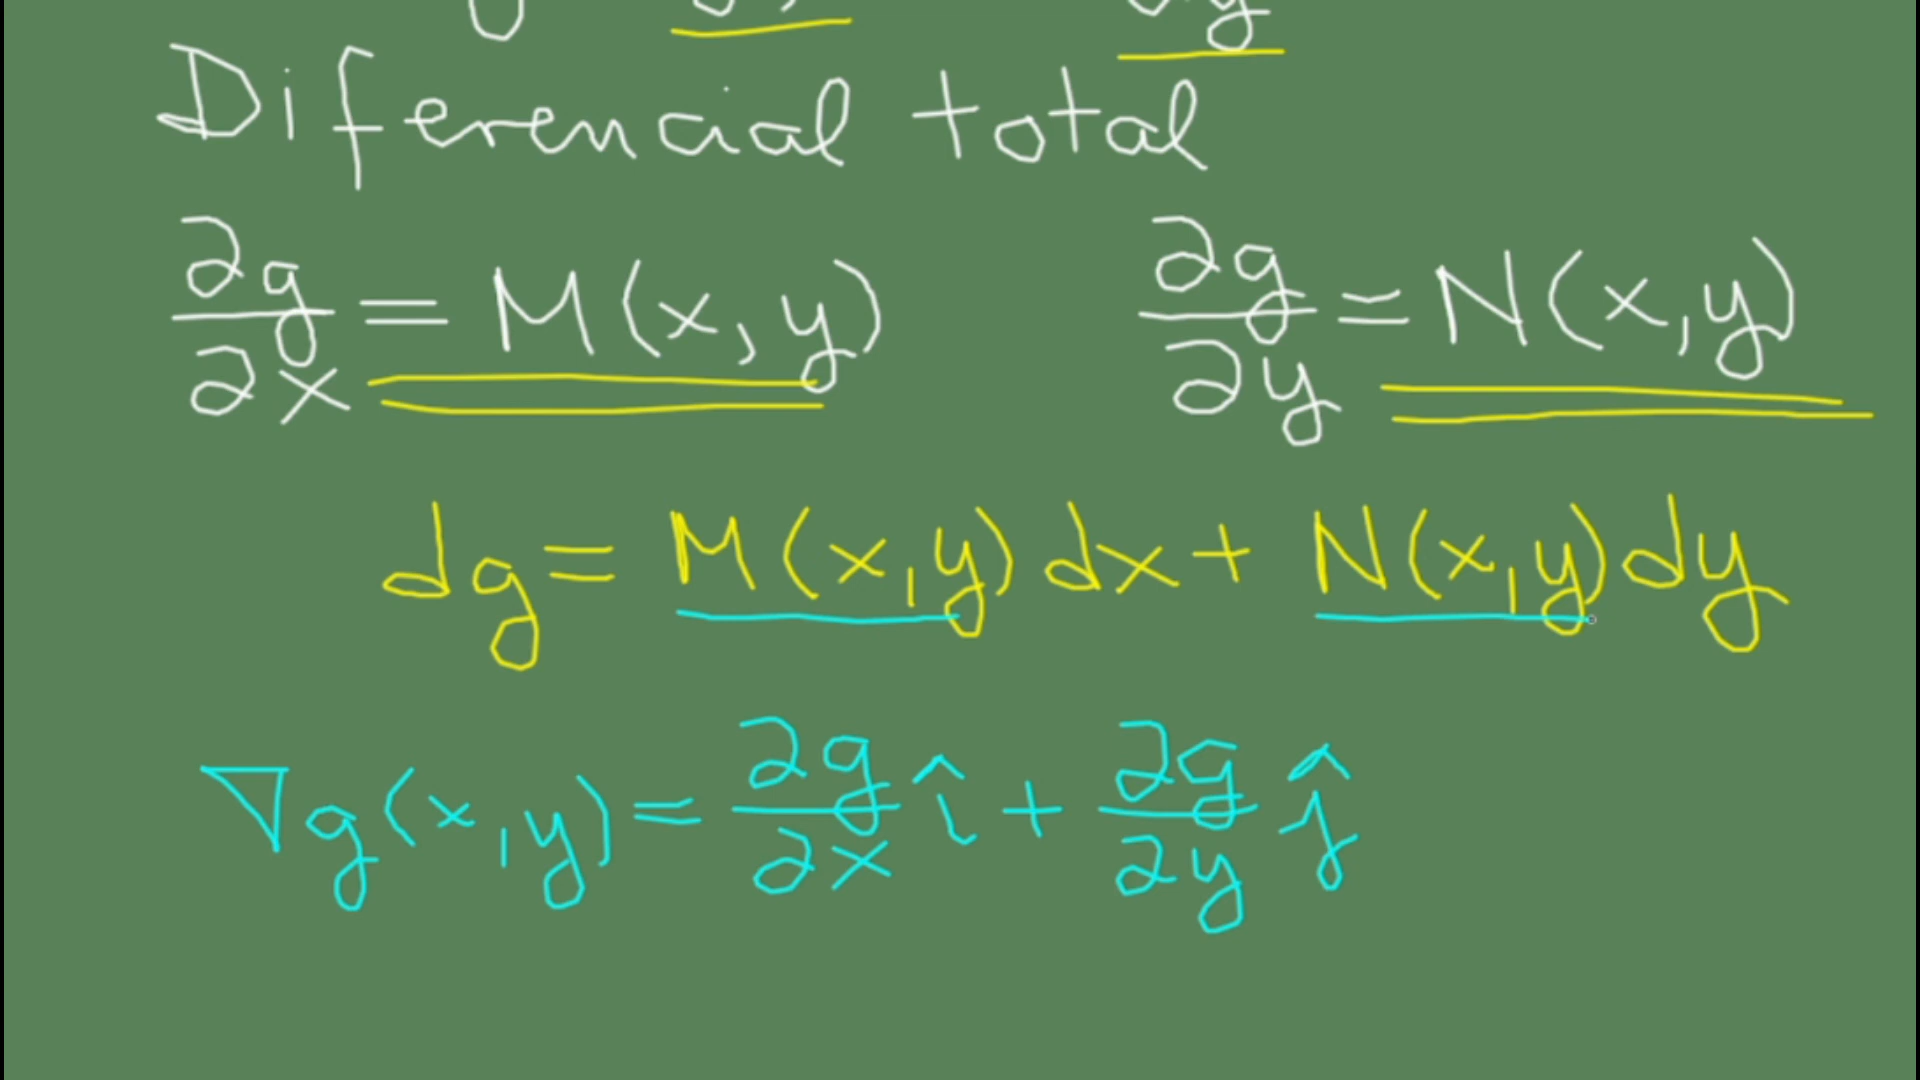 Diferencial total
∂g/∂x = M(x,y) ∂g/∂y = N(x,y)
dg = M(x,y)dx + N(x,y)dy
∇g(x,y) = ∂g/∂x î + ∂g/∂y ĵ